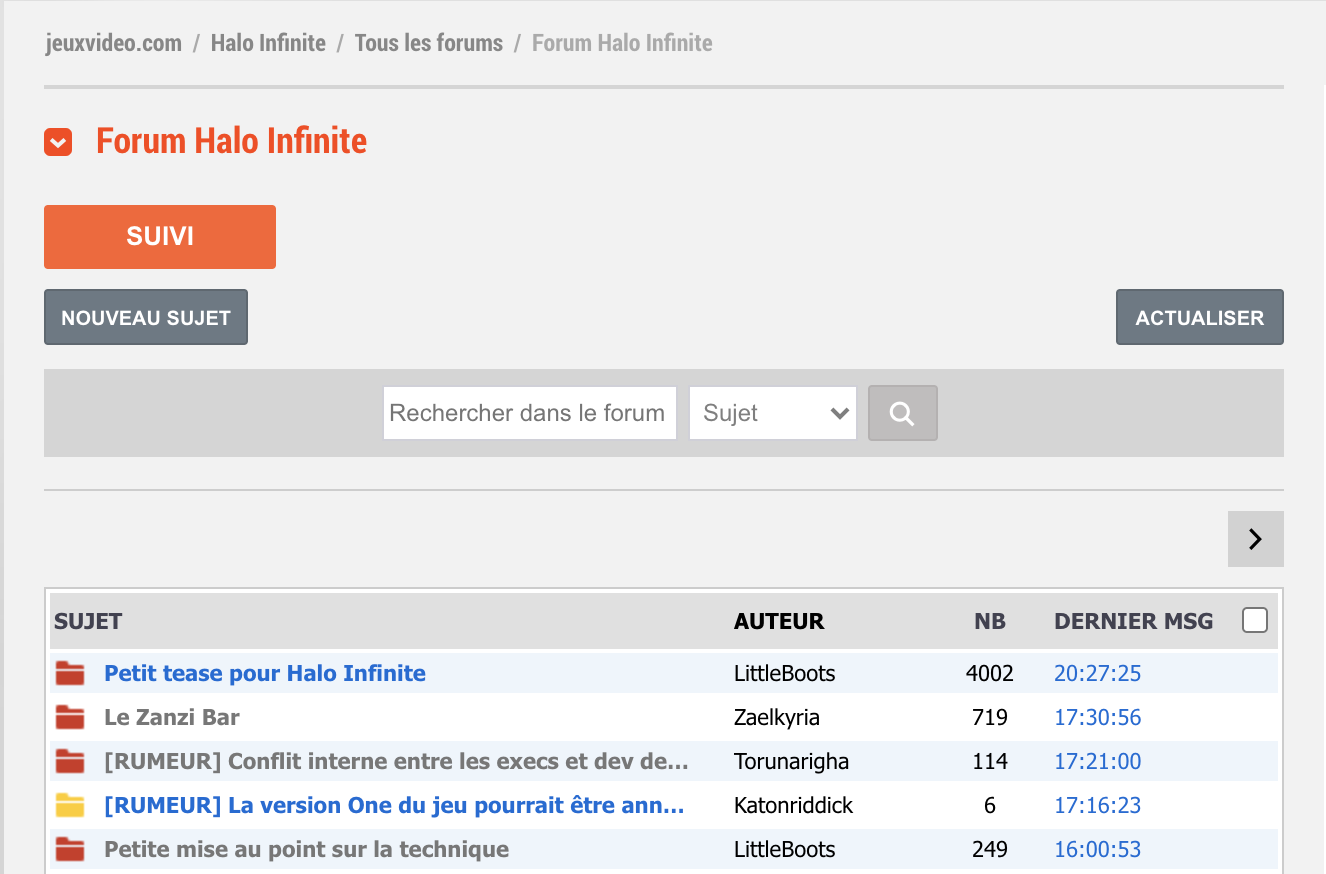 jeuxvideo.com / Halo Infinite / Tous les forums / Forum Halo Infinite
Forum Halo Infinite
SUIVI
NOUVEAU SUJET ACTUALISER
Rechercher dans le forum Sujet
SUJET AUTEUR NB DERNIER MSG
Petit tease pour Halo Infinite LittleBoots 4002 20:27:25
Le Zanzi Bar Zaelkyria 719 17:30:56
[RUMEUR] Conflit interne entre les execs et dev de... Torunarigha 114 17:21:00
[RUMEUR] La version One du jeu pourrait être ann... Katonriddick 6 17:16:23
Petite mise au point sur la technique LittleBoots 249 16:00:53